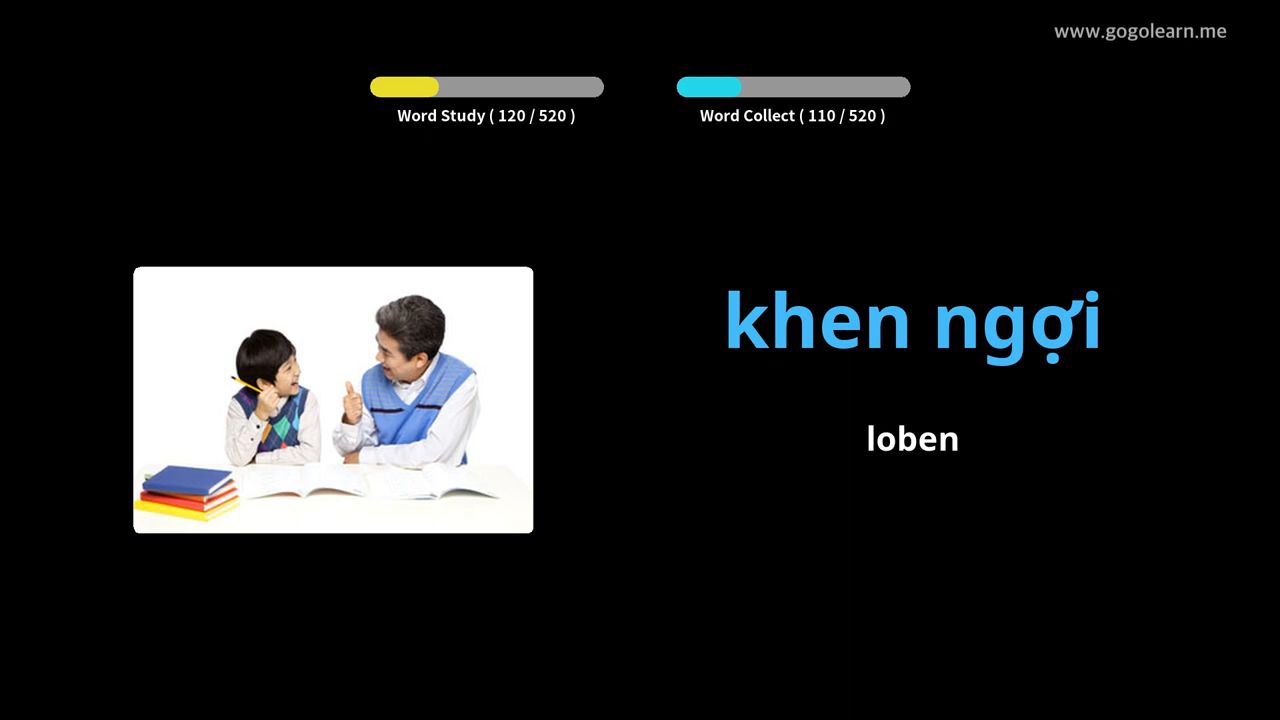 www.gogolearn.me
Word Study ( 120 / 520 )
Word Collect ( 110 / 520 )
khen ngợi
loben